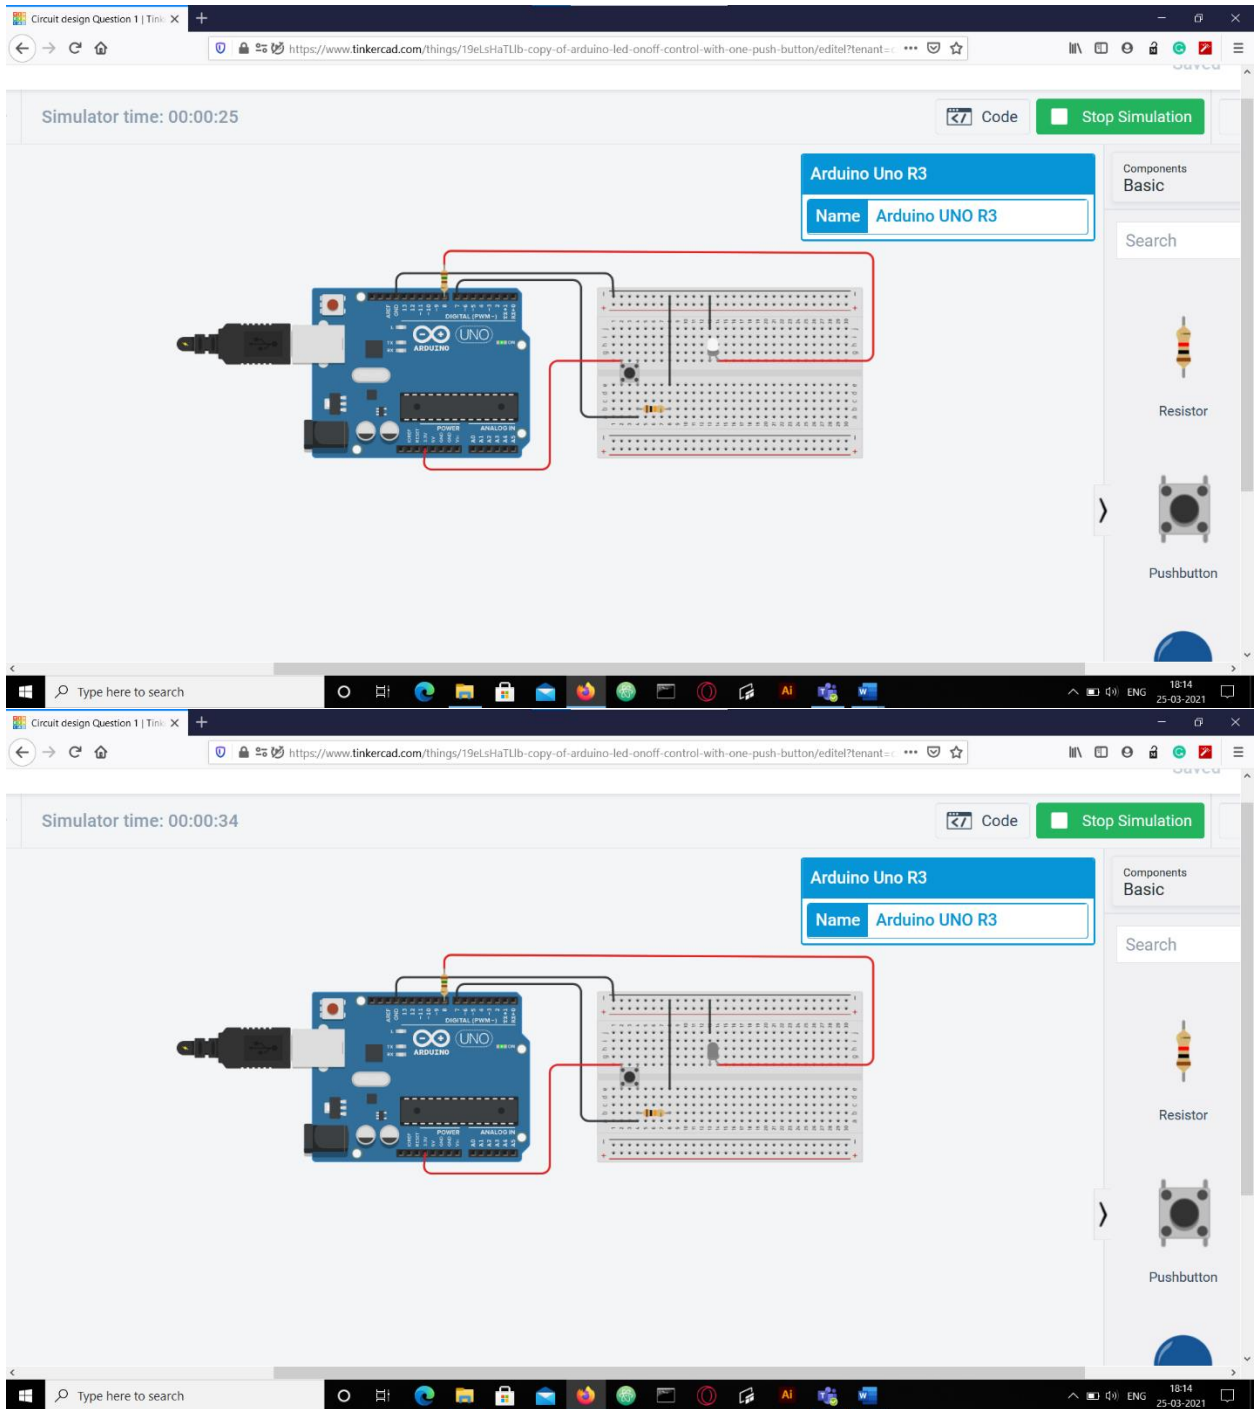 Circuit design Question 1 | Tink
https://www.tinkercad.com/things/19eLsHaTLlb-copy-of-arduino-led-onoff-control-with-one-push-button/editel?tenant=c
Saved
Simulator time: 00:00:25
Code
Stop Simulation
Arduino Uno R3
Name Arduino UNO R3
Components
Basic
Search
DIGITAL (PWM~)
UNO
ARDUINO
POWER ANALOG IN
Resistor
Pushbutton
Type here to search
Ai
ENG
18:14
25-03-2021
Circuit design Question 1 | Tink
https://www.tinkercad.com/things/19eLsHaTLlb-copy-of-arduino-led-onoff-control-with-one-push-button/editel?tenant=c
Saved
Simulator time: 00:00:34
Code
Stop Simulation
Arduino Uno R3
Name Arduino UNO R3
Components
Basic
Search
DIGITAL (PWM~)
UNO
ARDUINO
POWER ANALOG IN
Resistor
Pushbutton
Type here to search
Ai
ENG
18:14
25-03-2021